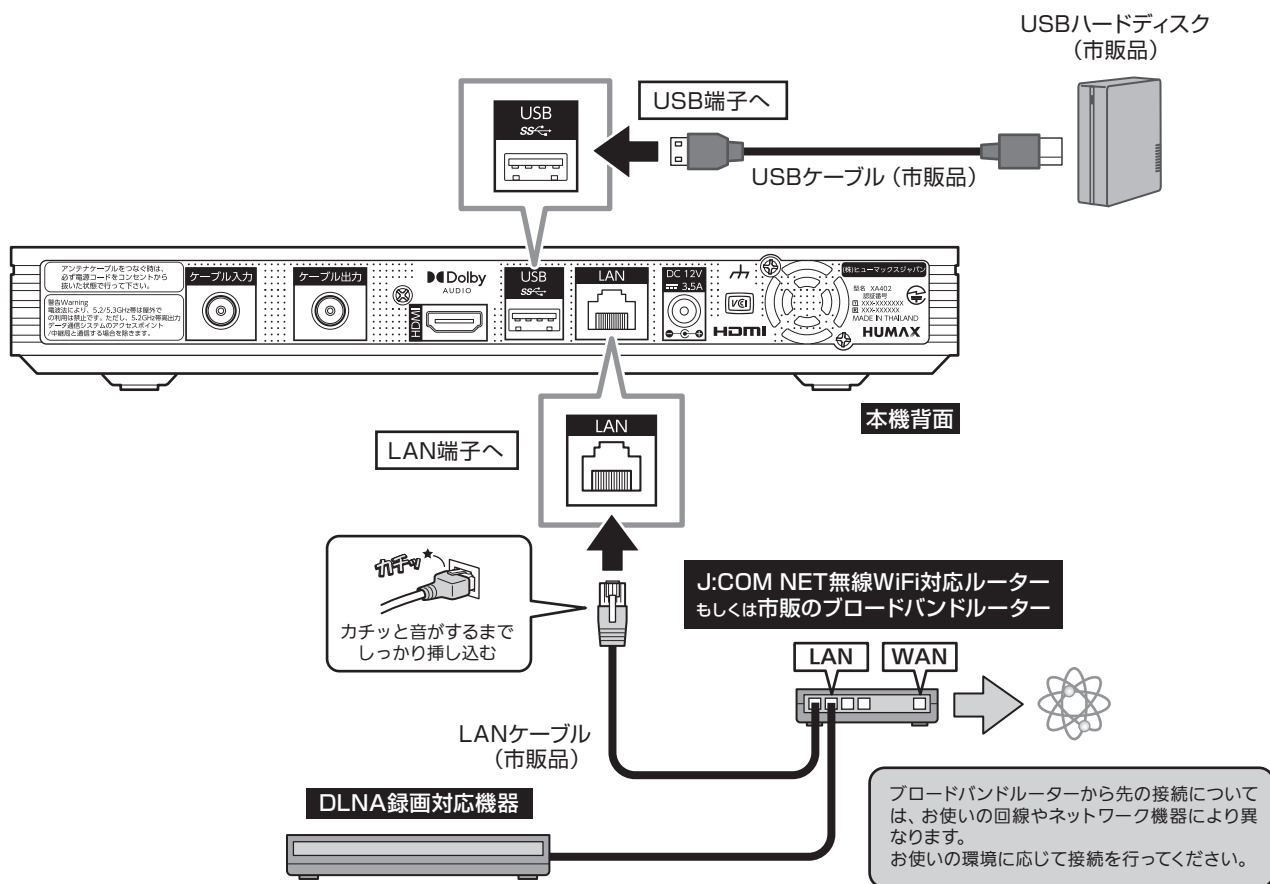 USBハードディスク
（市販品）
USB端子へ
USB
SS
USBケーブル（市販品）
アンテナケーブルをつなぐ時は、
必ず電源コードをコンセントから
抜いた状態で行って下さい。
警告Warning
電波法により、5.2/5.3GHz帯は屋外で
の利用は禁止です。ただし、5.2GHz帯高出力
データ通信システムのアクセスポイント
/中継局と通信する場合を除きます。
ケーブル入力
ケーブル出力
Dolby
AUDIO
HDMI
USB
SS
LAN
DC 12V
3.5A
HDMI
(株)ヒューマックスジャパン
型名 XA402
認証番号
R XXX-XXXXXXX
T XXX-XXXXXXX
MADE IN THAILAND
HUMAX
本機背面
LAN端子へ
LAN
カチッ
カチッと音がするまで
しっかり挿し込む
J:COM NET無線WiFi対応ルーター
もしくは市販のブロードバンドルーター
LAN
WAN
LANケーブル
（市販品）
DLNA録画対応機器
ブロードバンドルーターから先の接続について
は、お使いの回線やネットワーク機器により異
なります。
お使いの環境に応じて接続を行ってください。